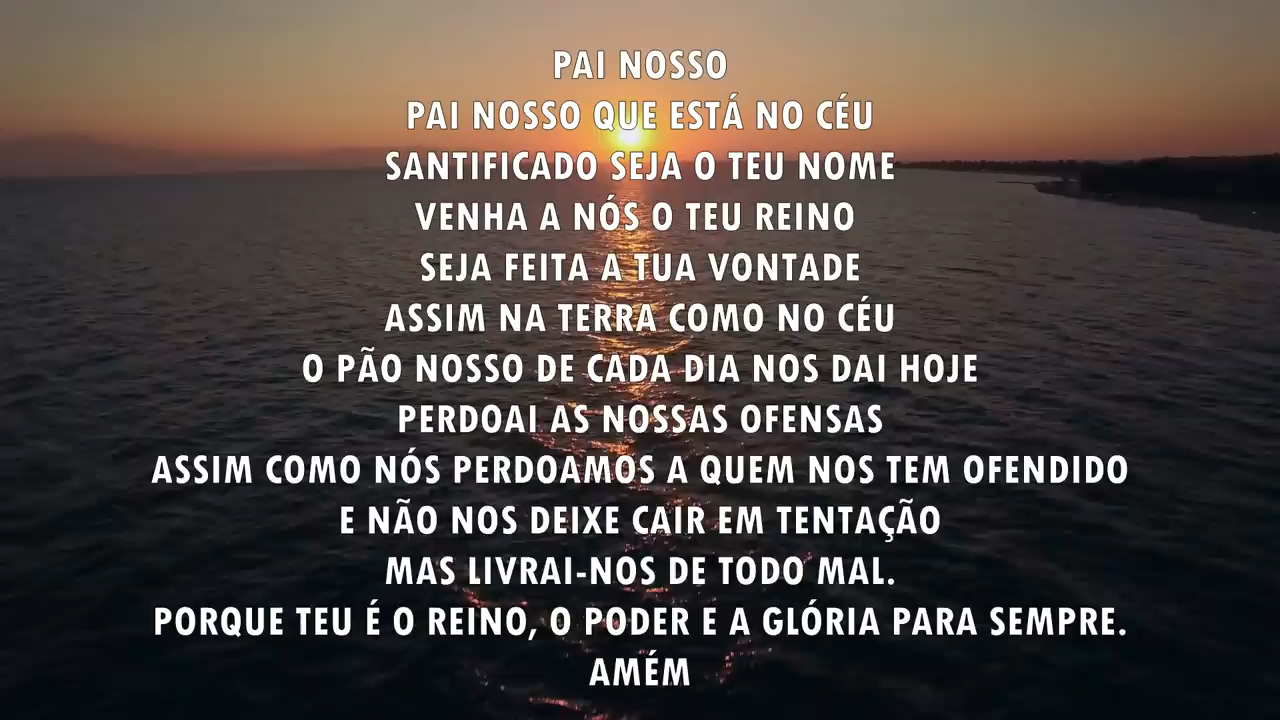 PAI NOSSO
PAI NOSSO QUE ESTÁ NO CÉU
SANTIFICADO SEJA O TEU NOME
VENHA A NÓS O TEU REINO
SEJA FEITA A TUA VONTADE
ASSIM NA TERRA COMO NO CÉU
O PÃO NOSSO DE CADA DIA NOS DAI HOJE
PERDOAI AS NOSSAS OFENSAS
ASSIM COMO NÓS PERDOAMOS A QUEM NOS TEM OFENDIDO
E NÃO NOS DEIXE CAIR EM TENTAÇÃO
MAS LIVRAI-NOS DE TODO MAL.
PORQUE TEU É O REINO, O PODER E A GLÓRIA PARA SEMPRE.
AMÉM